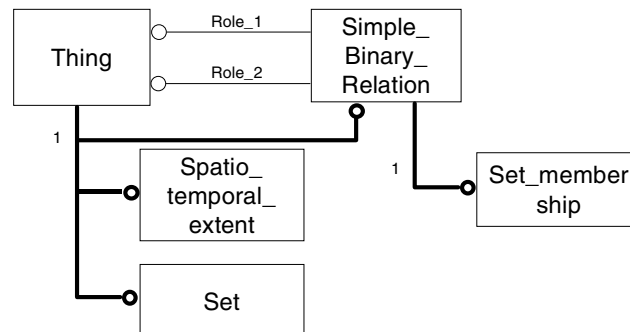 Role_1
Simple_
Thing
Binary_
Role_2
Relation
1
Spatio_
1
temporal_
Set_member
extent
ship
Set